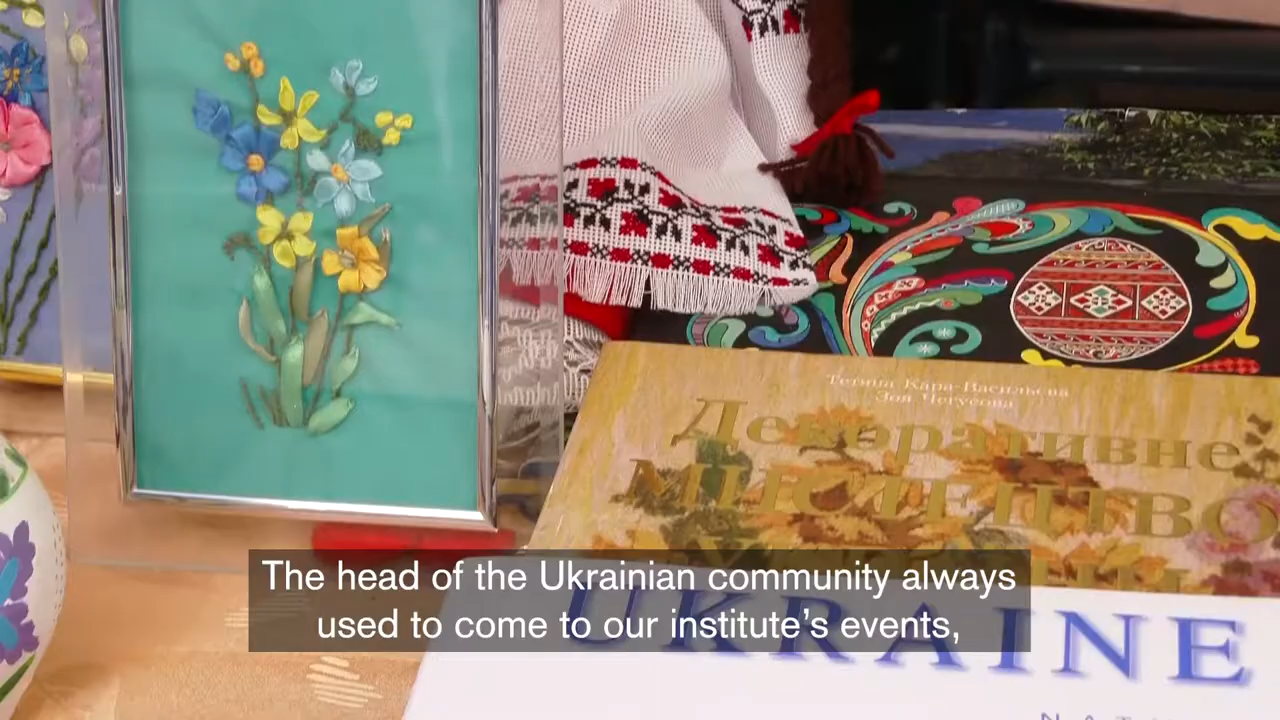 Тетяна Кара-Васильєва
Зоя Чегусова
Декоративне
МИСТЕЦТВО
The head of the Ukrainian community always
used to come to our institute's events,
UKRAINE